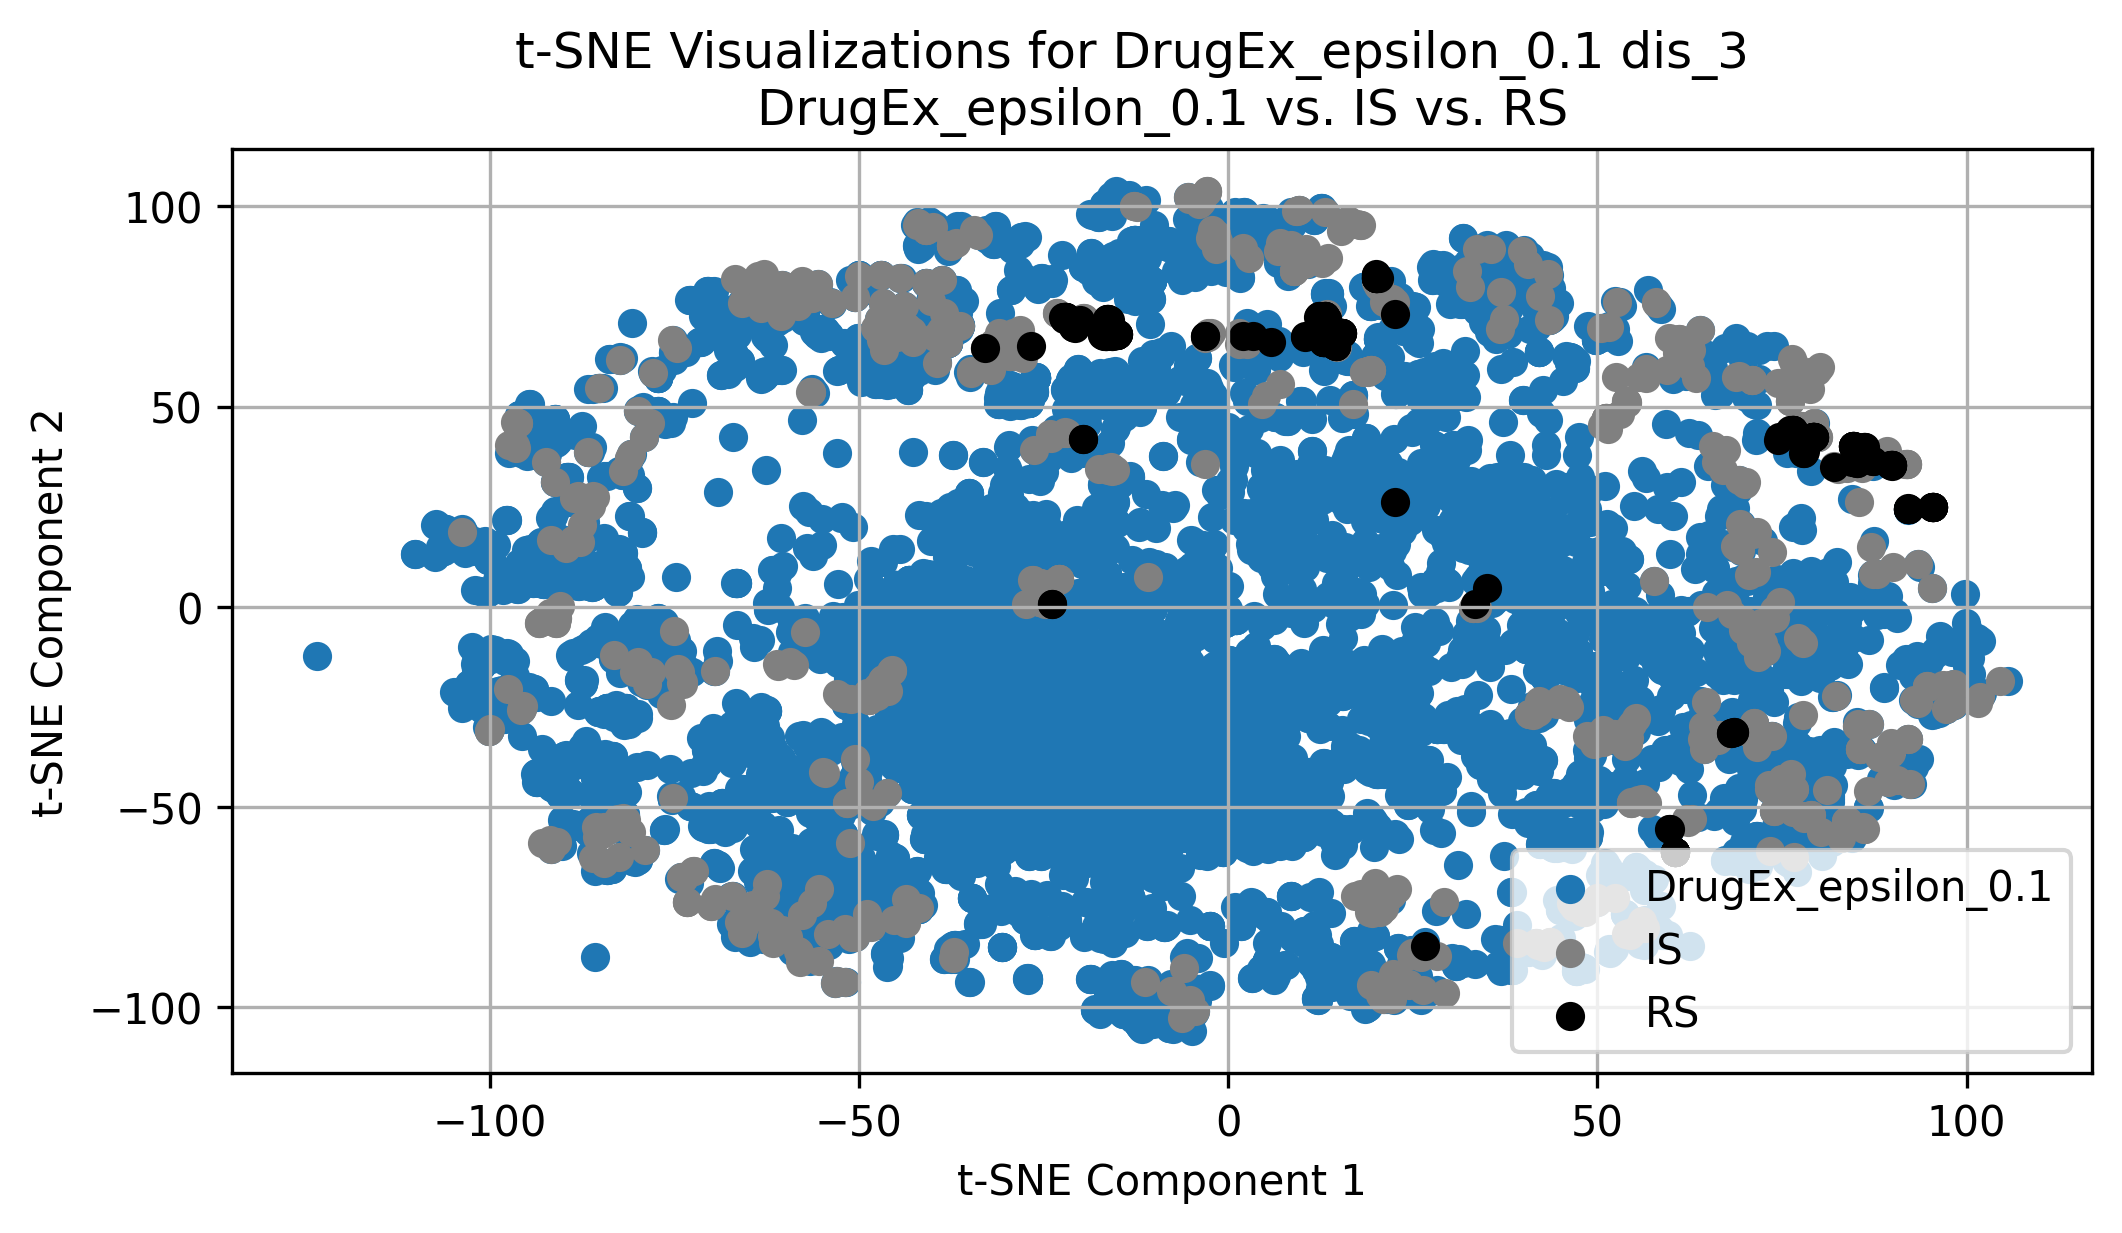 t-SNE Visualizations for DrugEx_epsilon_0.1 dis_3
DrugEx_epsilon_0.1 vs. IS vs. RS
100
50
0
−50
−100
t-SNE Component 2
DrugEx_epsilon_0.1
IS
RS
−100
−50
0
50
100
t-SNE Component 1